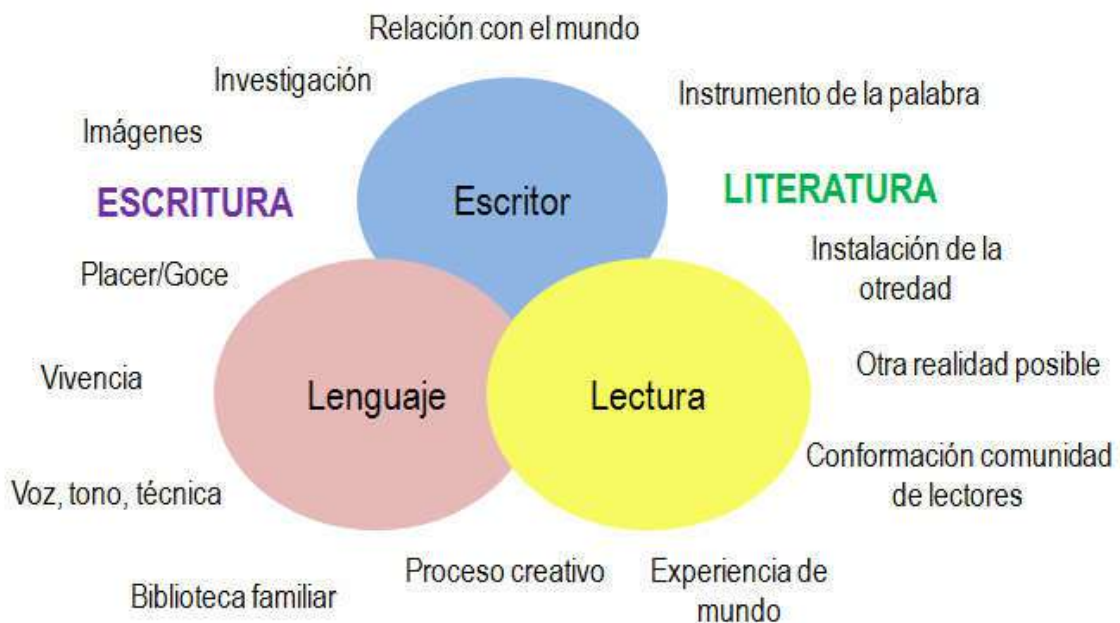 Relación con el mundo
Investigación
Instrumento de la palabra
Imágenes
ESCRITURA
Escritor
LITERATURA
Placer/Goce
Instalación de la
otredad
Vivencia
Lenguaje
Lectura
Otra realidad posible
Voz, tono, técnica
Conformación comunidad
de lectores
Biblioteca familiar
Proceso creativo
Experiencia de
mundo